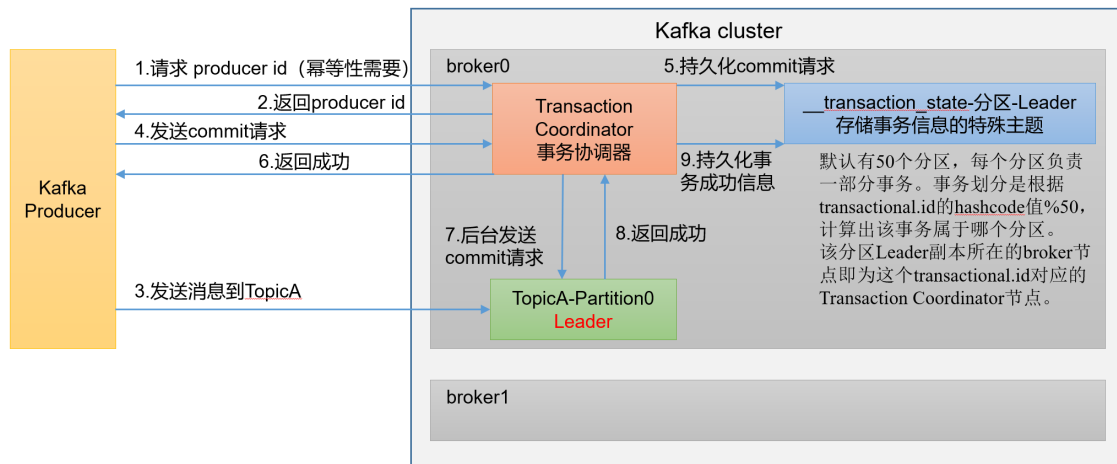 Kafka cluster
broker0
1.请求 producer id（幂等性需要）
2.返回producer id
4.发送commit请求
6.返回成功
Kafka
Producer
3.发送消息到TopicA
Transaction
Coordinator
事务协调器
5.持久化commit请求
__transaction_state-分区-Leader
存储事务信息的特殊主题
9.持久化事
务成功信息
默认有50个分区，每个分区负责
一部分事务。事务划分是根据
transactional.id的hashcode值%50，
计算出该事务属于哪个分区。
该分区Leader副本所在的broker节
点即为这个transactional.id对应的
Transaction Coordinator节点。
7.后台发送
commit请求
8.返回成功
TopicA-Partition0
Leader
broker1